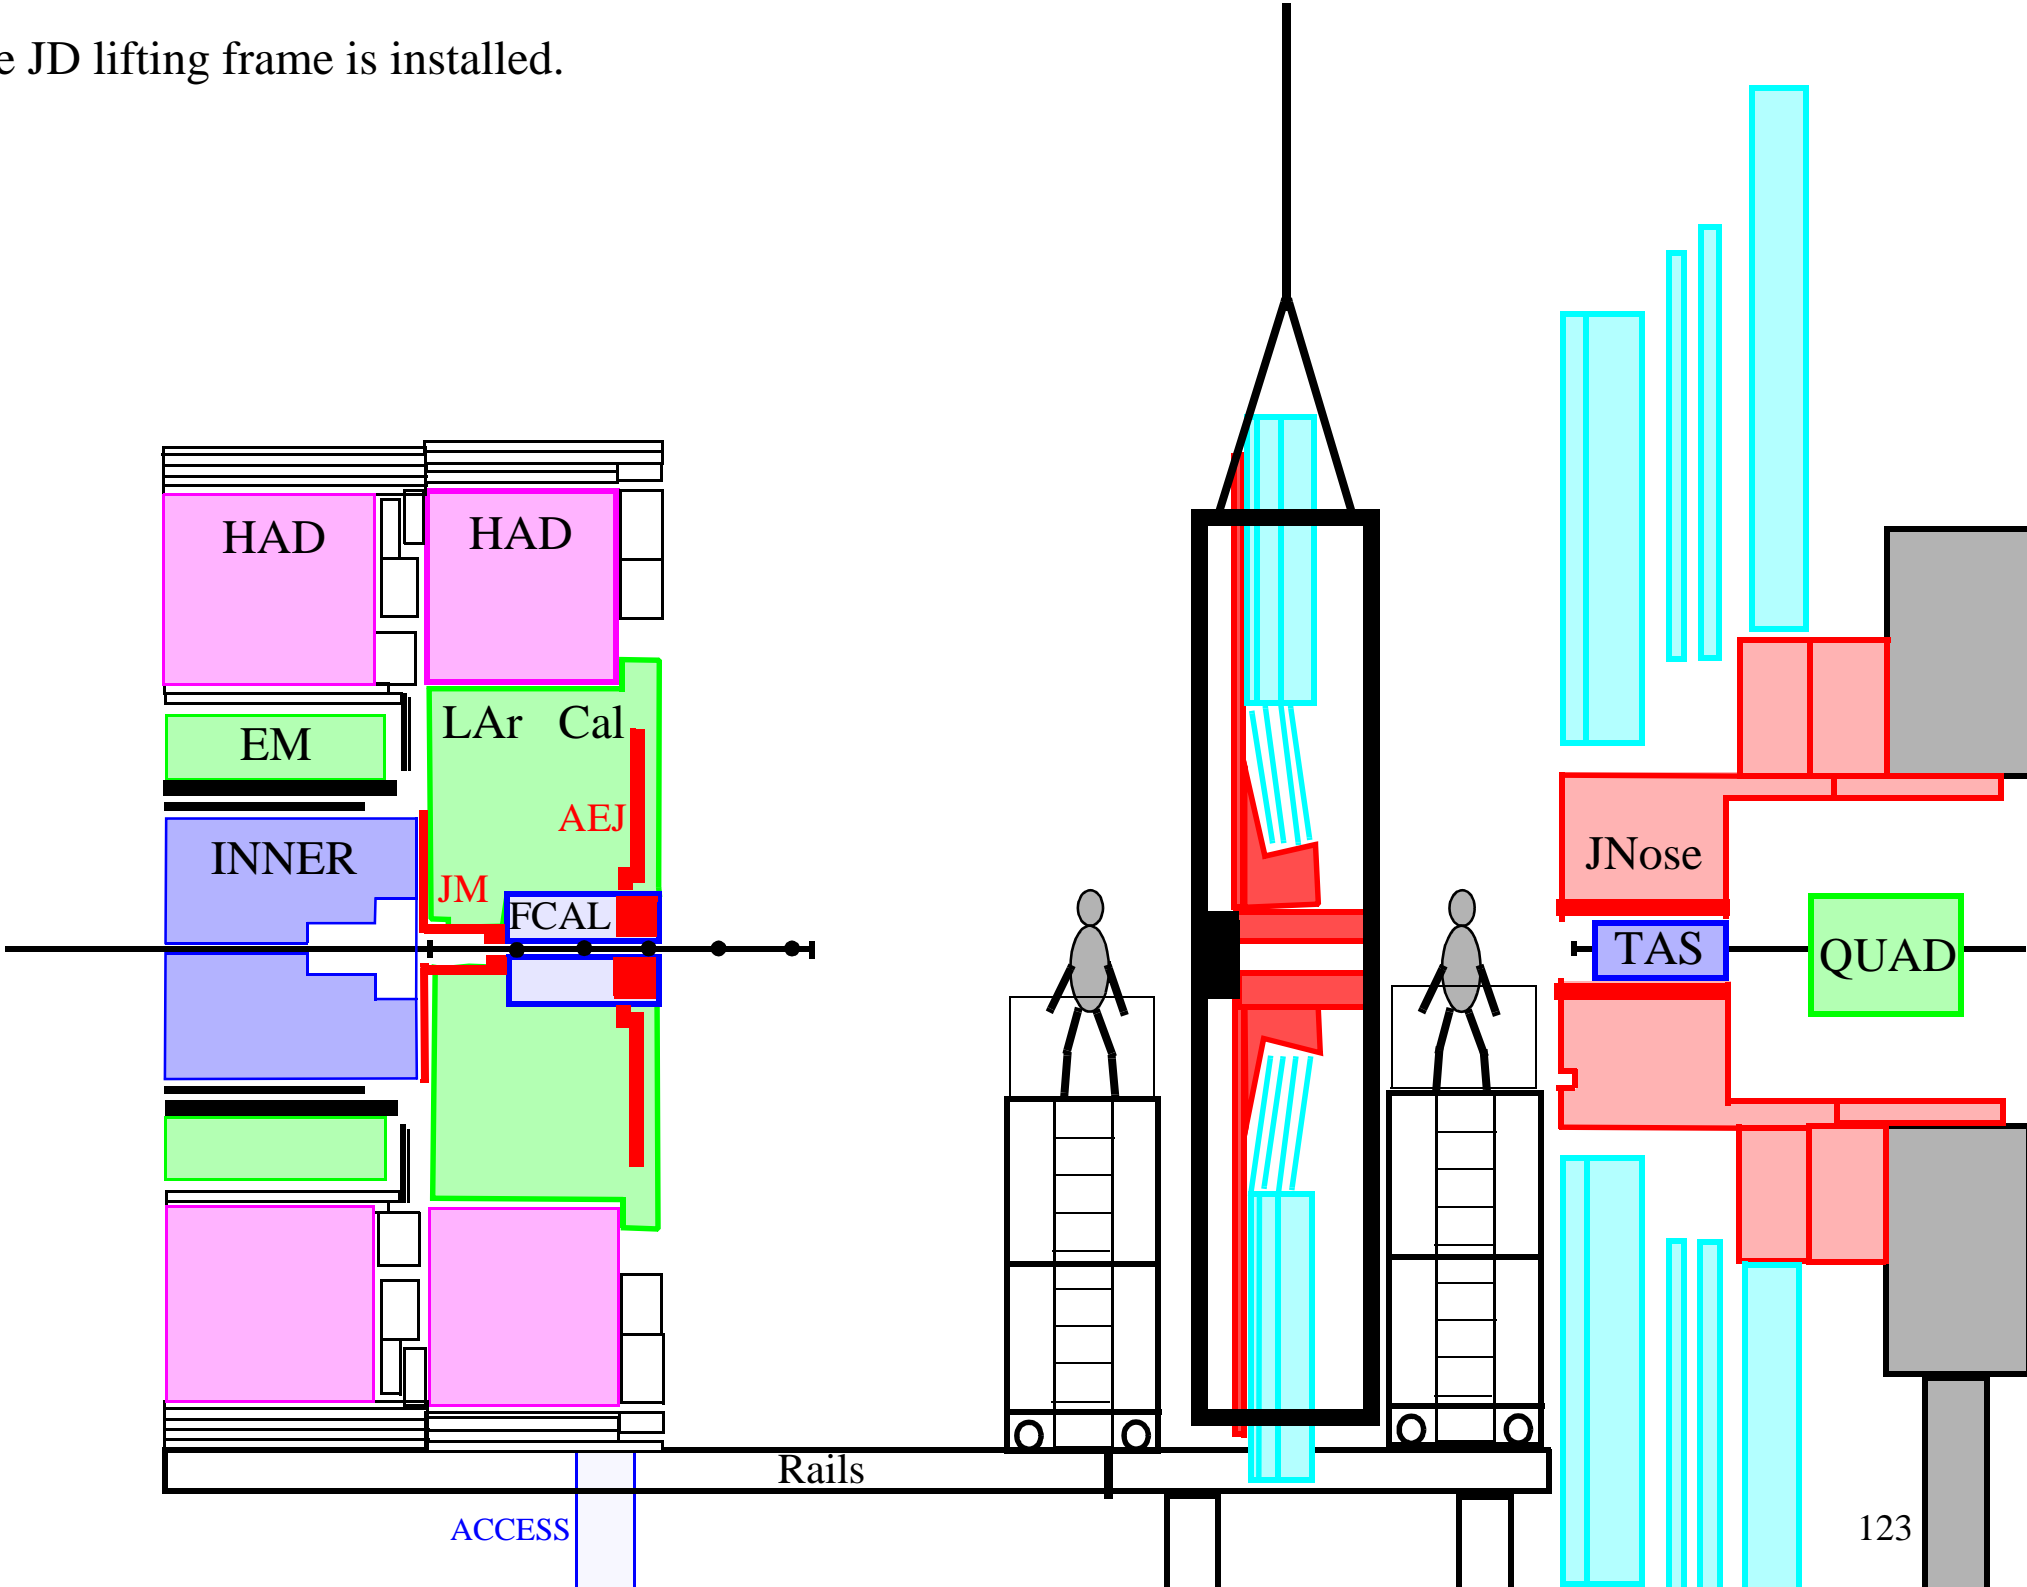 e JD lifting frame is installed.
HAD
HAD
LAr Cal
EM
AEJ
INNER
JM
FCAL
JNose
TAS
QUAD
Rails
ACCESS
123